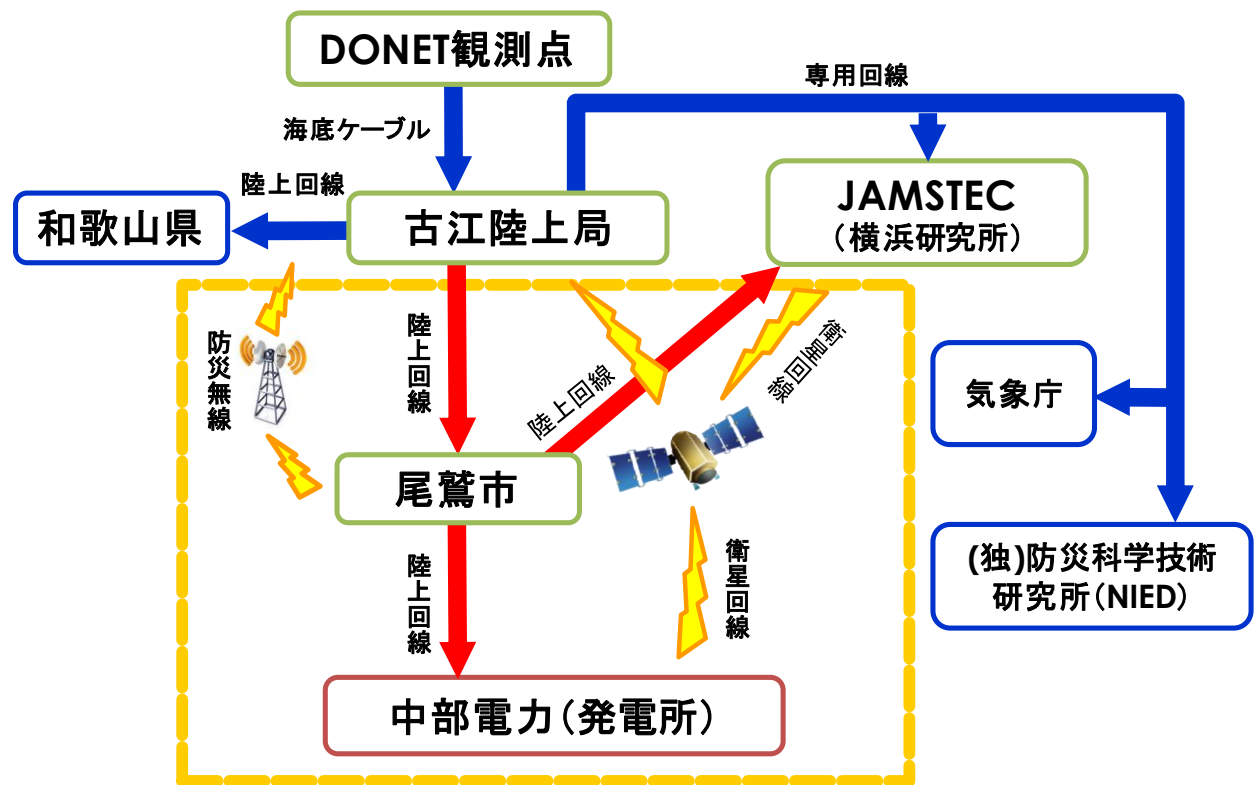 DONET観測点
専用回線
海底ケーブル
陸上回線
和歌山県
古江陸上局
JAMSTEC
（横浜研究所）
防災無線
陸上回線
陸上回線
衛星回線
気象庁
尾鷲市
陸上回線
衛星回線
(独)防災科学技術
研究所（NIED）
中部電力（発電所）